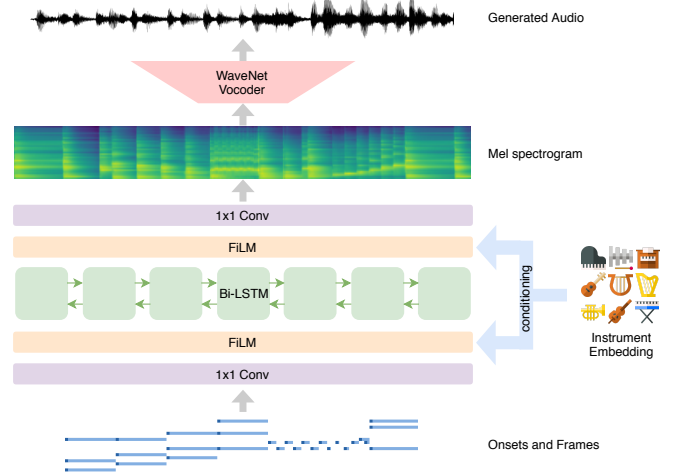 Generated Audio
WaveNet
Vocoder
Mel spectrogram
1x1 Conv
FiLM
Bi-LSTM
conditioning
FiLM
Instrument
Embedding
1x1 Conv
Onsets and Frames